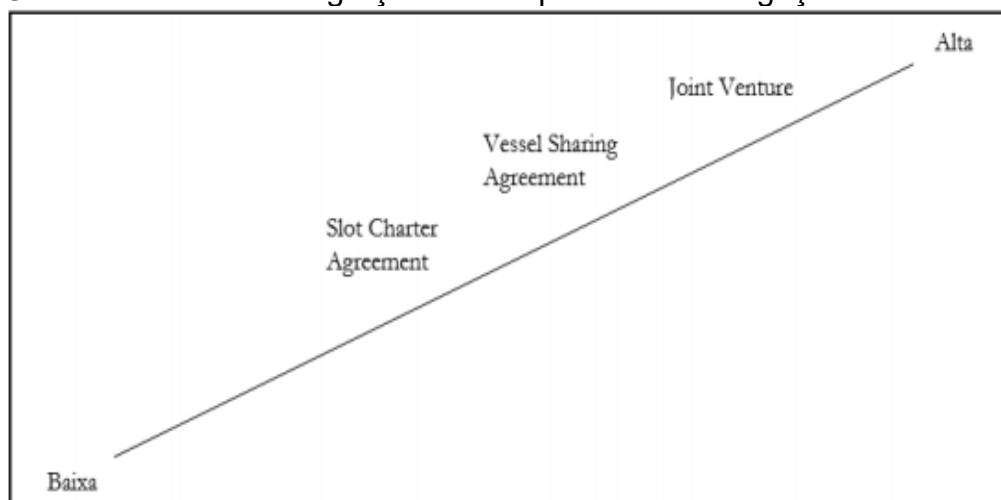 Alta
Joint Venture
Vessel Sharing
Agreement
Slot Charter
Agreement
Baixa